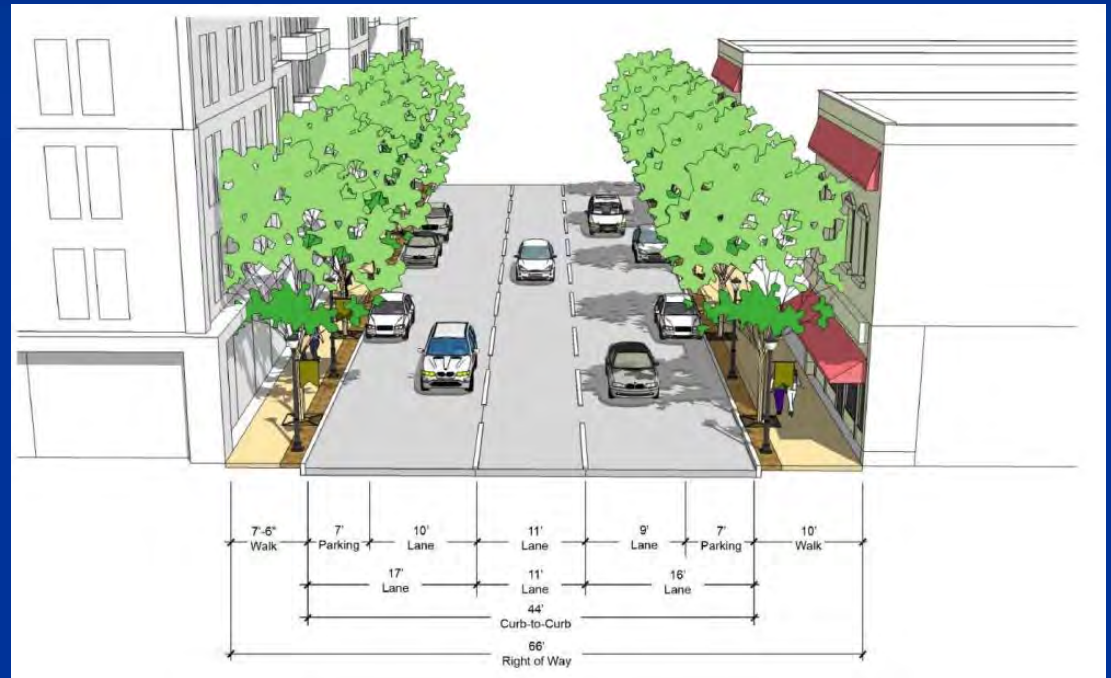 7'-6"
Walk
7'
Parking
10'
Lane
11'
Lane
9'
Lane
7'
Parking
10'
Walk
17'
Lane
11'
Lane
16'
Lane
44'
Curb-to-Curb
66'
Right of Way